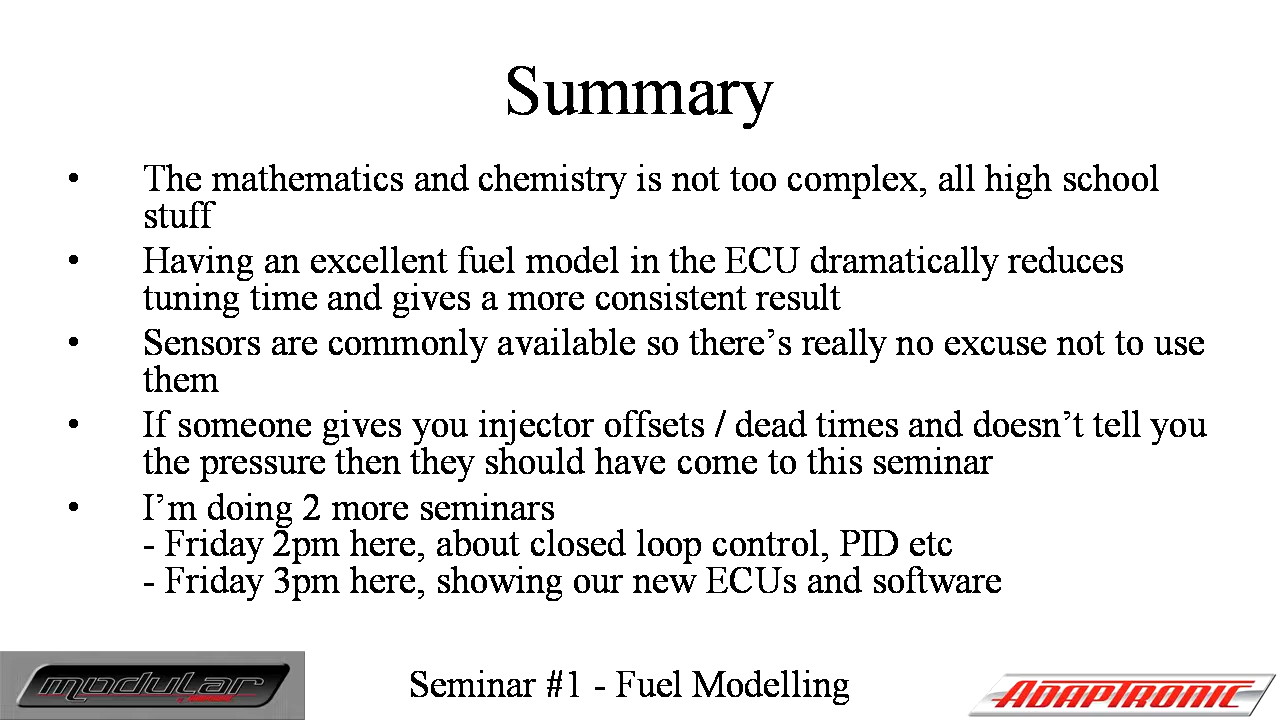 Summary
• The mathematics and chemistry is not too complex, all high school
stuff
• Having an excellent fuel model in the ECU dramatically reduces
tuning time and gives a more consistent result
• Sensors are commonly available so there’s really no excuse not to use
them
• If someone gives you injector offsets / dead times and doesn’t tell you
the pressure then they should have come to this seminar
• I’m doing 2 more seminars
- Friday 2pm here, about closed loop control, PID etc
- Friday 3pm here, showing our new ECUs and software
modular
Seminar #1 - Fuel Modelling
ADAPTRONIC